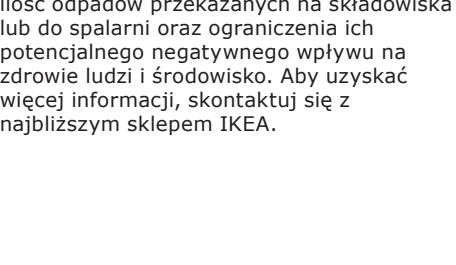 ilość odpadów przekazanych na składowiska
lub do spalarni oraz ograniczenia ich
potencjalnego negatywnego wpływu na
zdrowie ludzi i środowisko. Aby uzyskać
więcej informacji, skontaktuj się z
najbliższym sklepem IKEA.